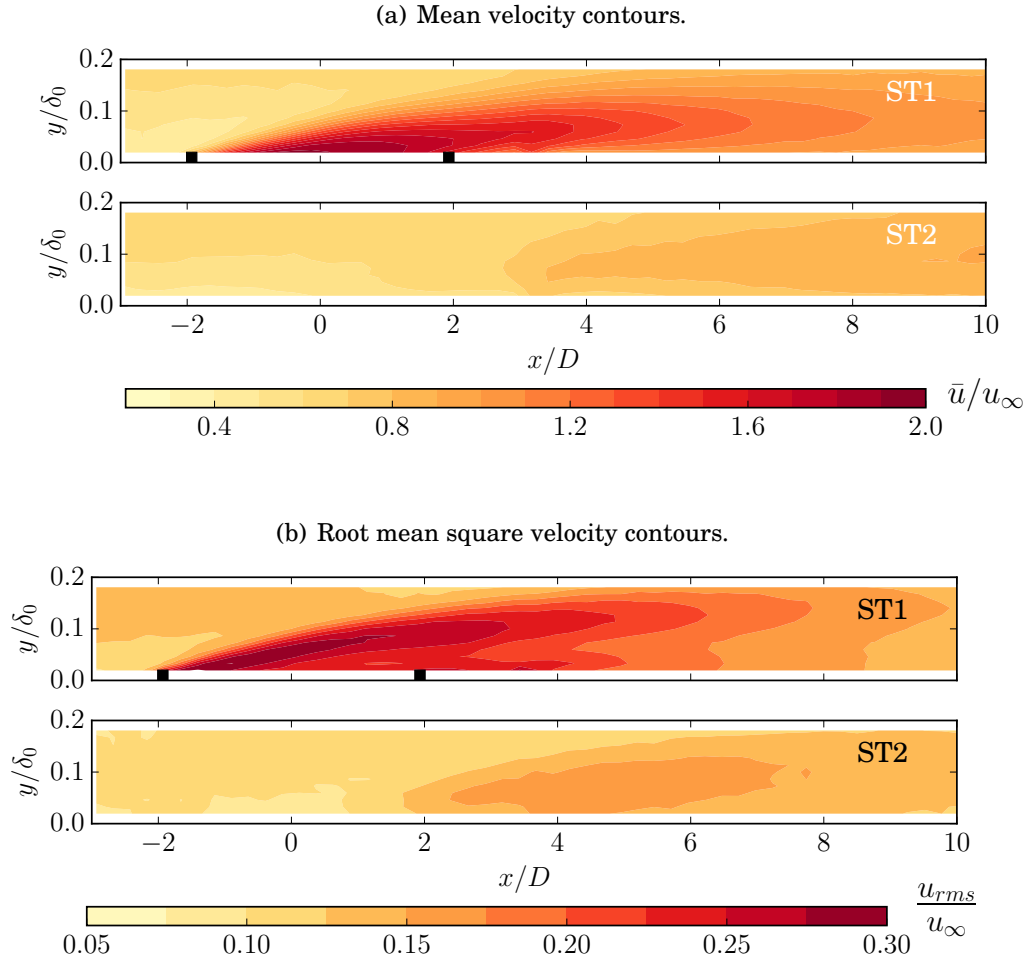 (a) Mean velocity contours.
0.2
0.1
0.0
y/δ₀
ST1
0.2
0.1
0.0
y/δ₀
ST2
−2 0 2 4 6 8 10
x/D
0.4 0.8 1.2 1.6 2.0
ū/u∞
(b) Root mean square velocity contours.
0.2
0.1
0.0
y/δ₀
ST1
0.2
0.1
0.0
y/δ₀
ST2
−2 0 2 4 6 8 10
x/D
0.05 0.10 0.15 0.20 0.25 0.30
u_rms
u∞